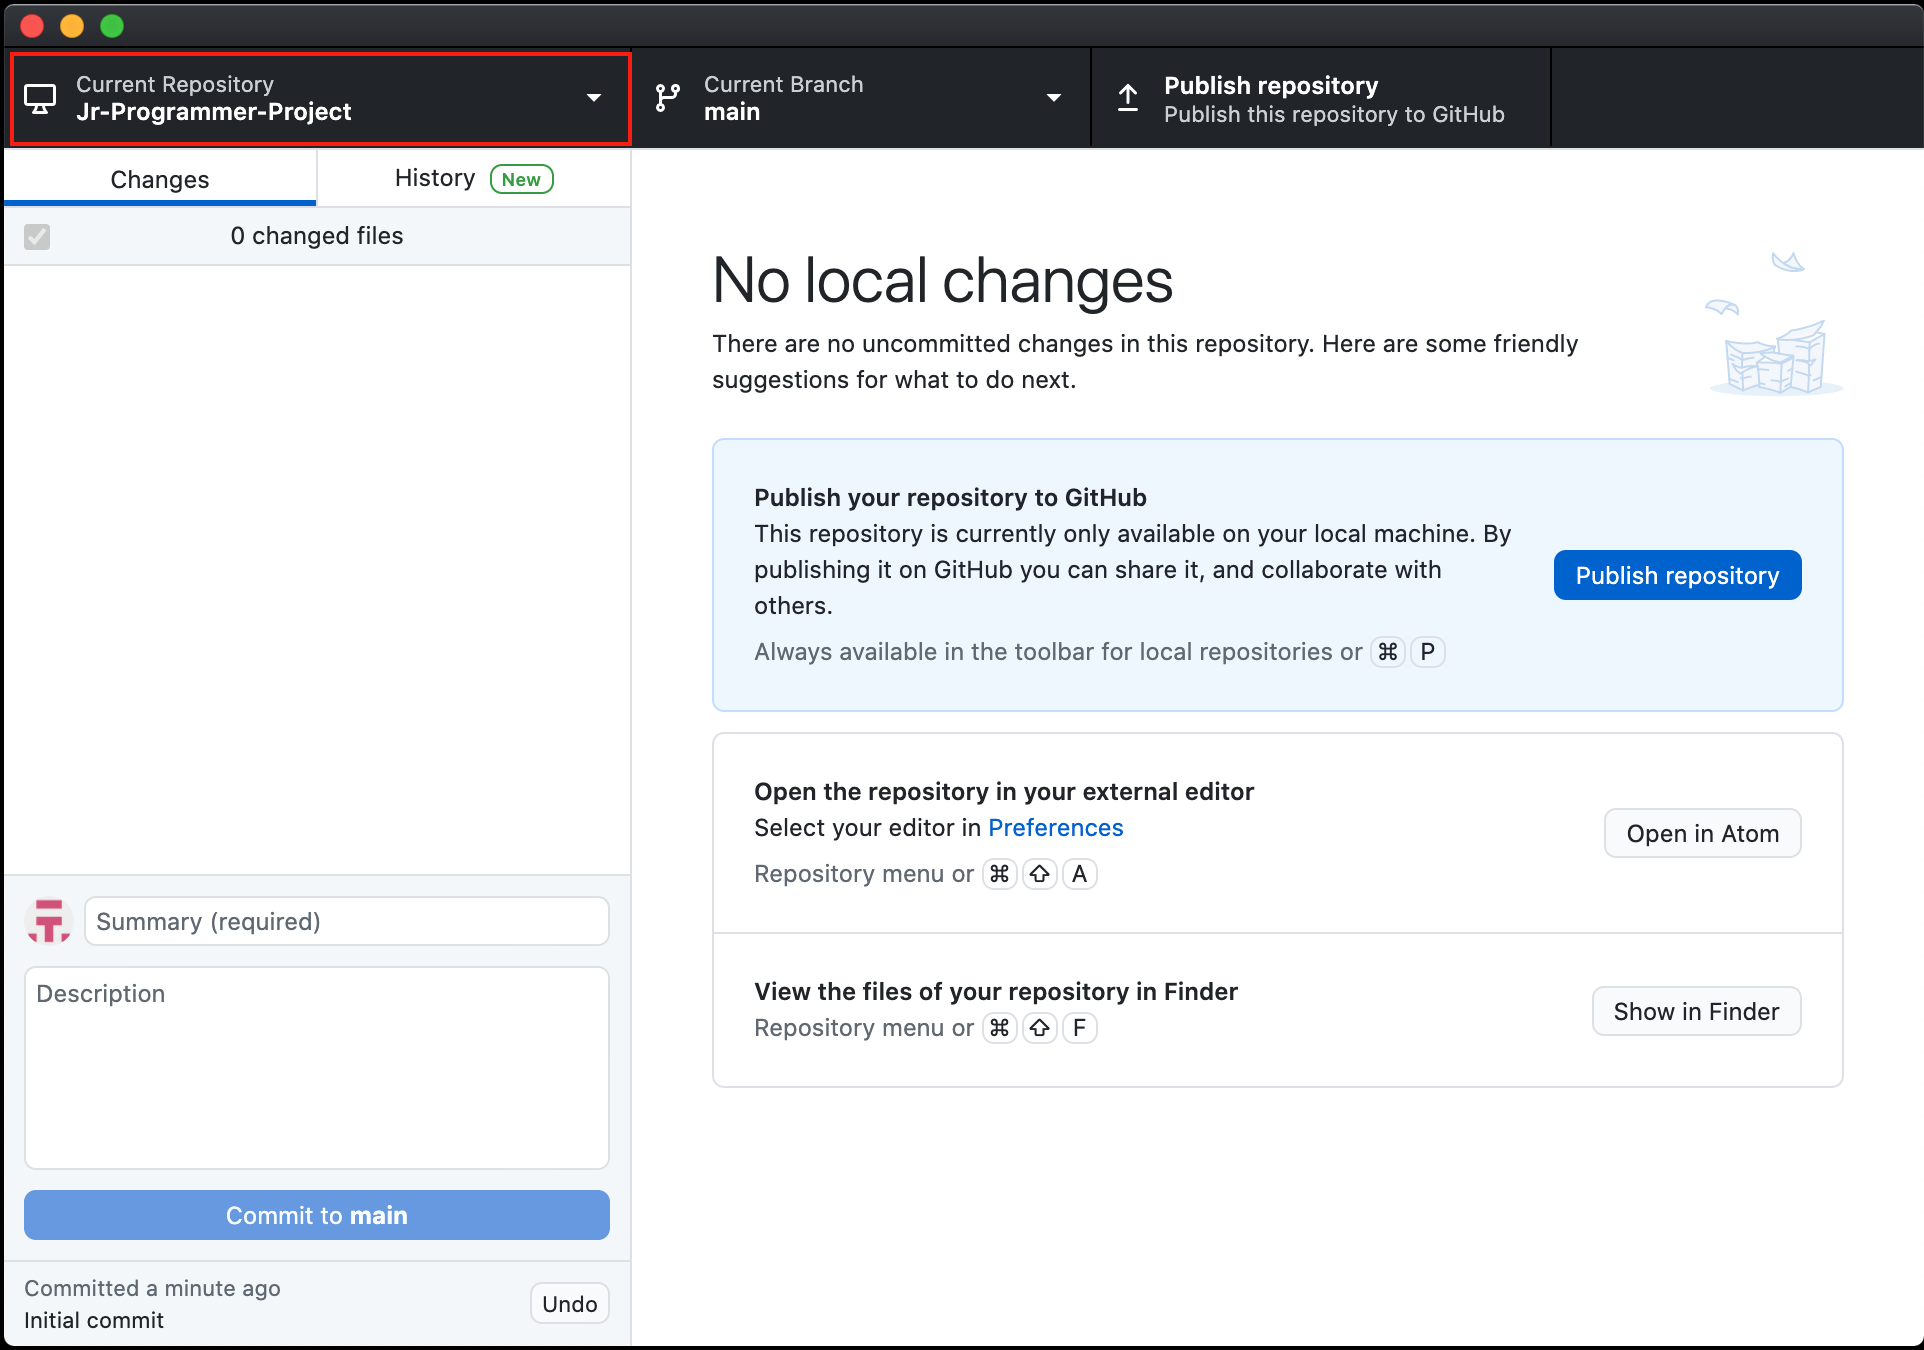 Current Repository
Jr-Programmer-Project
Current Branch
main
Publish repository
Publish this repository to GitHub
Changes
History New
0 changed files
No local changes
There are no uncommitted changes in this repository. Here are some friendly
suggestions for what to do next.
Publish your repository to GitHub
This repository is currently only available on your local machine. By
publishing it on GitHub you can share it, and collaborate with
others.
Publish repository
Always available in the toolbar for local repositories or ⌘ P
Open the repository in your external editor
Select your editor in Preferences
Repository menu or ⌘ ⇧ A
Open in Atom
View the files of your repository in Finder
Repository menu or ⌘ ⇧ F
Show in Finder
Summary (required)
Description
Commit to main
Committed a minute ago
Initial commit
Undo